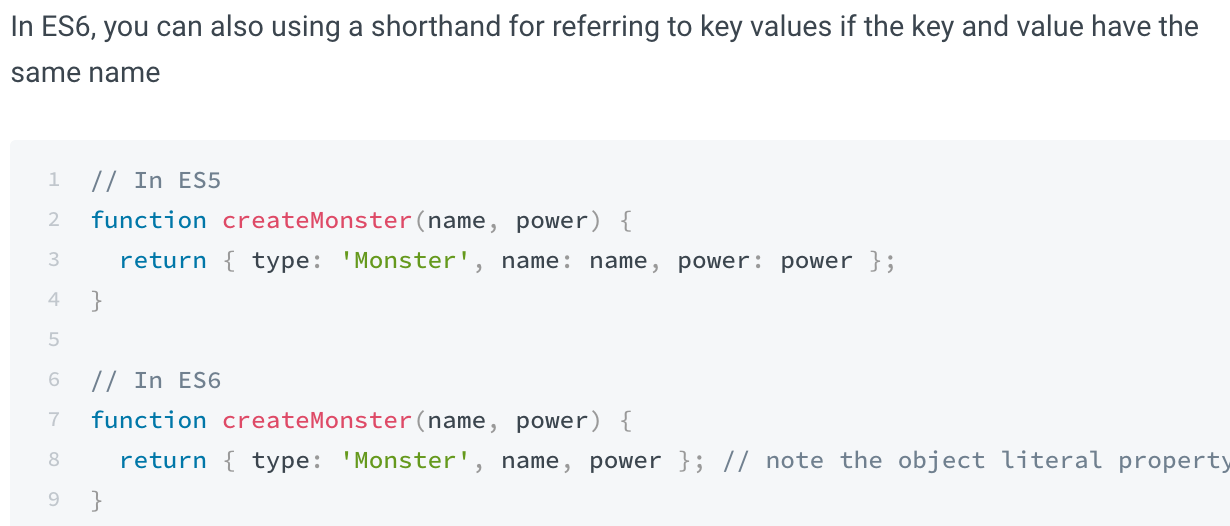 In ES6, you can also using a shorthand for referring to key values if the key and value have the
same name
1 // In ES5
2 function createMonster(name, power) {
3   return { type: 'Monster', name: name, power: power };
4 }
5
6 // In ES6
7 function createMonster(name, power) {
8   return { type: 'Monster', name, power }; // note the object literal property
9 }